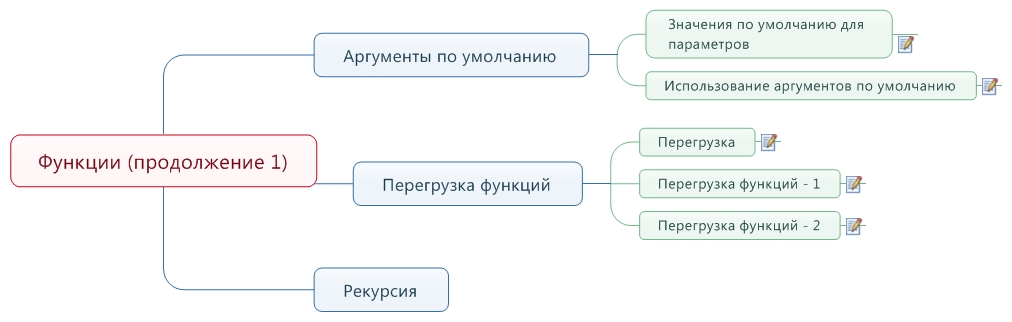 Функции (продолжение 1)
Аргументы по умолчанию
Значения по умолчанию для
параметров
Использование аргументов по умолчанию
Перегрузка функций
Перегрузка
Перегрузка функций - 1
Перегрузка функций - 2
Рекурсия